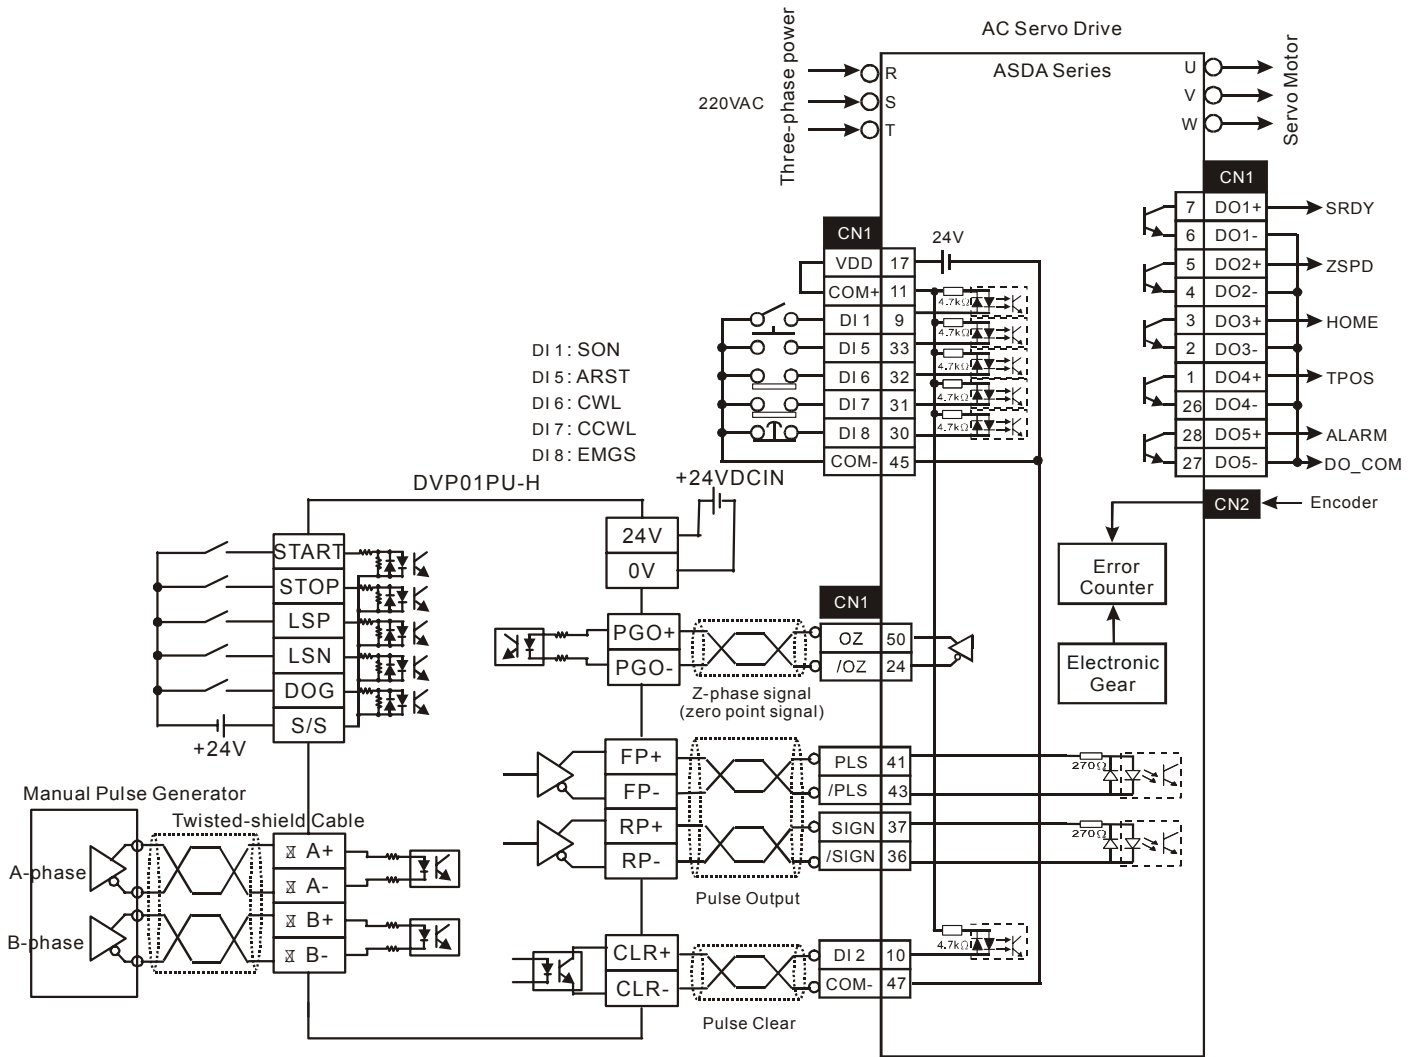 AC Servo Drive
ASDA Series
Three-phase power
220VAC
R
S
T
U
V
W
Servo Motor
CN1
7 DO1+ SRDY
6 DO1-
5 DO2+ ZSPD
4 DO2-
3 DO3+ HOME
2 DO3-
1 DO4+ TPOS
26 DO4-
28 DO5+ ALARM
27 DO5- DO_COM
CN2 Encoder
Error
Counter
Electronic
Gear
CN1
24V
VDD 17
COM+ 11
4.7kΩ
DI 1 9
4.7kΩ
DI 5 33
4.7kΩ
DI 6 32
4.7kΩ
DI 7 31
4.7kΩ
DI 8 30
COM- 45
DI 1: SON
DI 5: ARST
DI 6: CWL
DI 7: CCWL
DI 8: EMGS
DVP01PU-H
+24VDCIN
24V
0V
START
STOP
LSP
LSN
DOG
S/S
+24V
CN1
PGO+
PGO-
OZ 50
/OZ 24
Z-phase signal
(zero point signal)
FP+
FP-
RP+
RP-
PLS 41
/PLS 43
SIGN 37
/SIGN 36
270Ω
270Ω
Pulse Output
Manual Pulse Generator
Twisted-shield Cable
A-phase
B-phase
A+
A-
B+
B-
CLR+
CLR-
DI 2 10
COM- 47
4.7kΩ
Pulse Clear